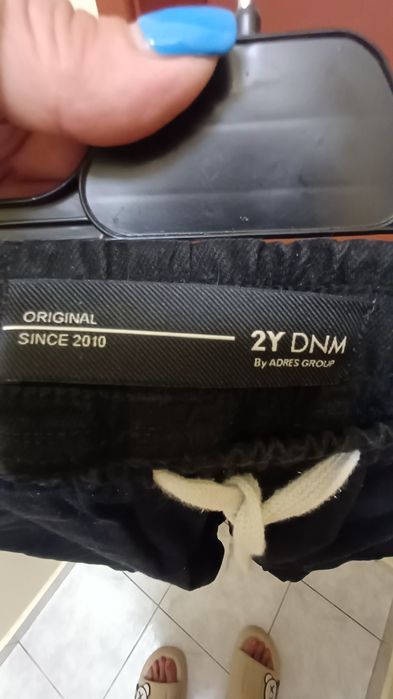 ORIGINAL
SINCE 2010
2Y DNM
By ADRES GROUP